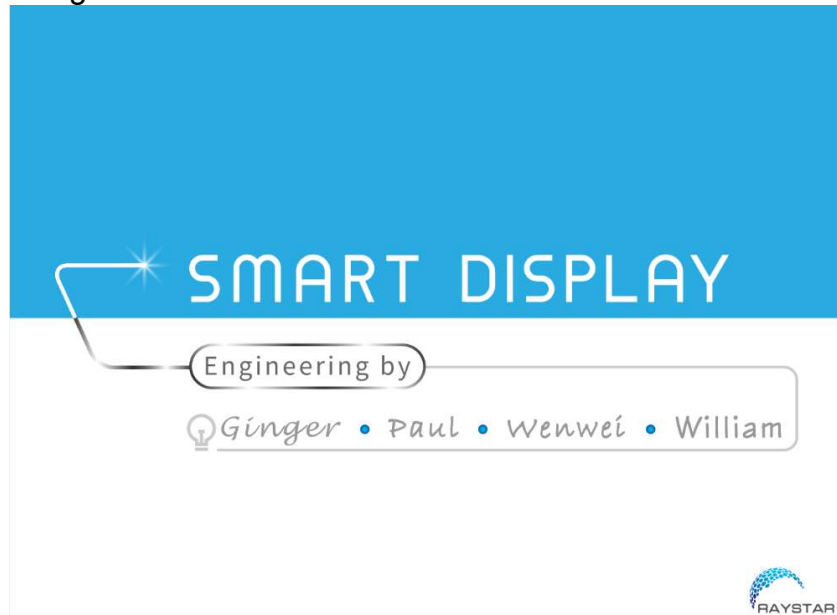 SMART DISPLAY
Engineering by
Ginger • Paul • Wenwei • William
RAYSTAR